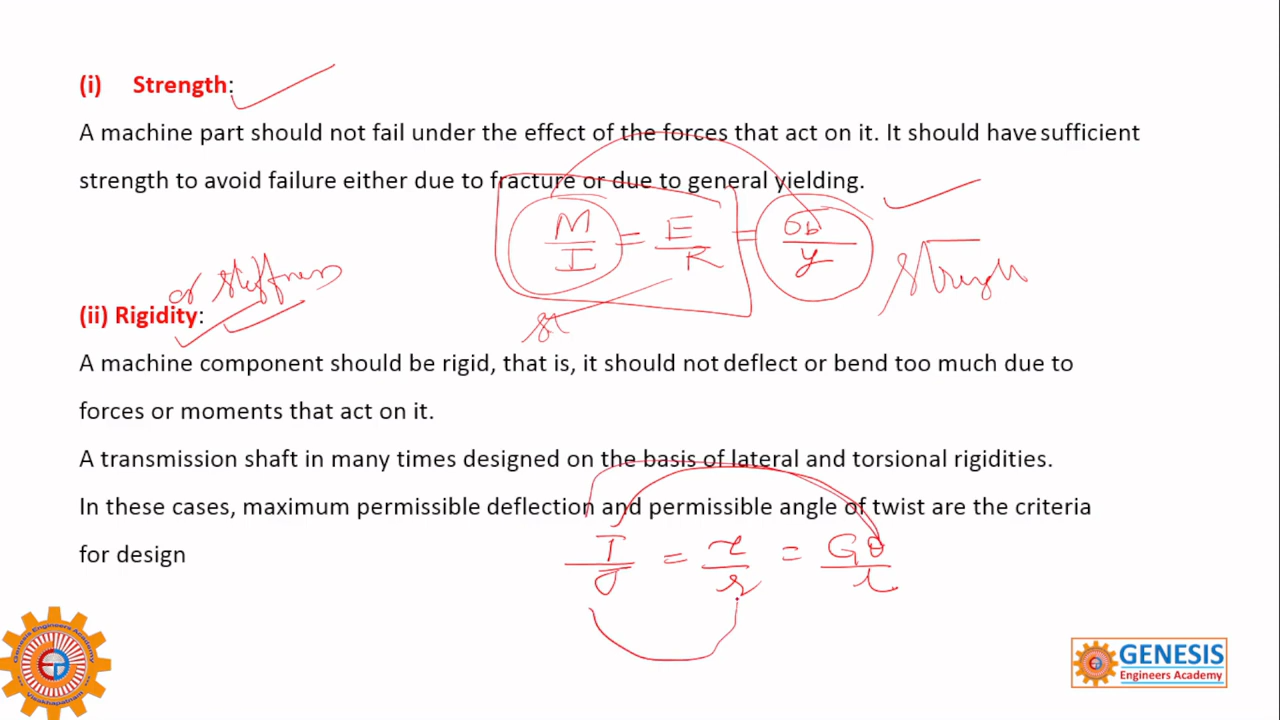 (i) Strength:
A machine part should not fail under the effect of the forces that act on it. It should have sufficient
strength to avoid failure either due to fracture or due to general yielding.
M/I = E/R = σb/y
Strength
or stiffness
st
(ii) Rigidity:
A machine component should be rigid, that is, it should not deflect or bend too much due to
forces or moments that act on it.
A transmission shaft in many times designed on the basis of lateral and torsional rigidities.
In these cases, maximum permissible deflection and permissible angle of twist are the criteria
for design
T/J = τ/r = Gθ/l
Genesis Engineers Academy
Visakhapatnam
GENESIS
Engineers Academy